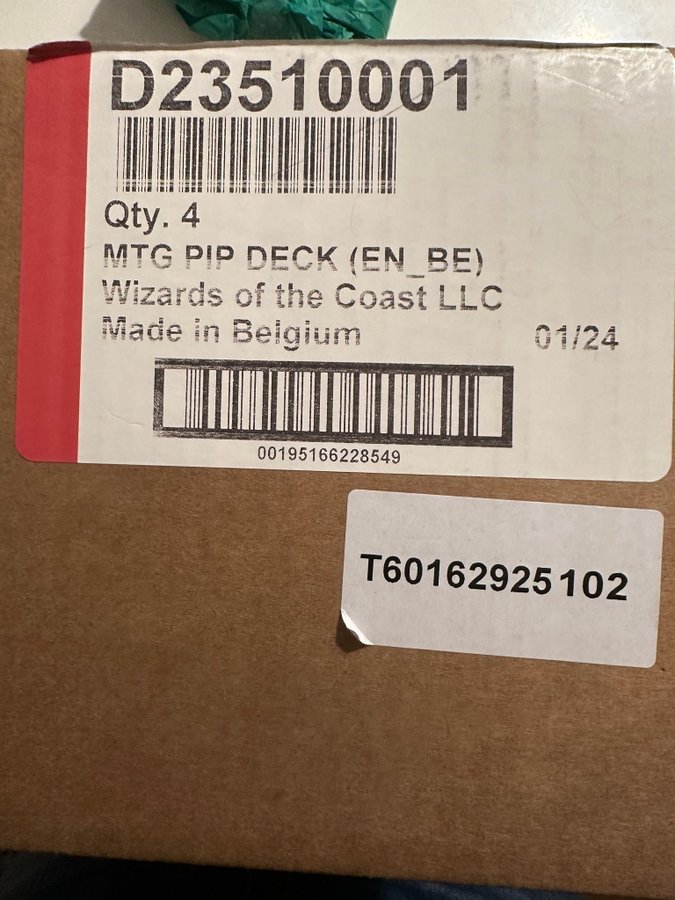 D23510001
Qty. 4
MTG PIP DECK (EN_BE)
Wizards of the Coast LLC
Made in Belgium
01/24
00195166228549
T60162925102